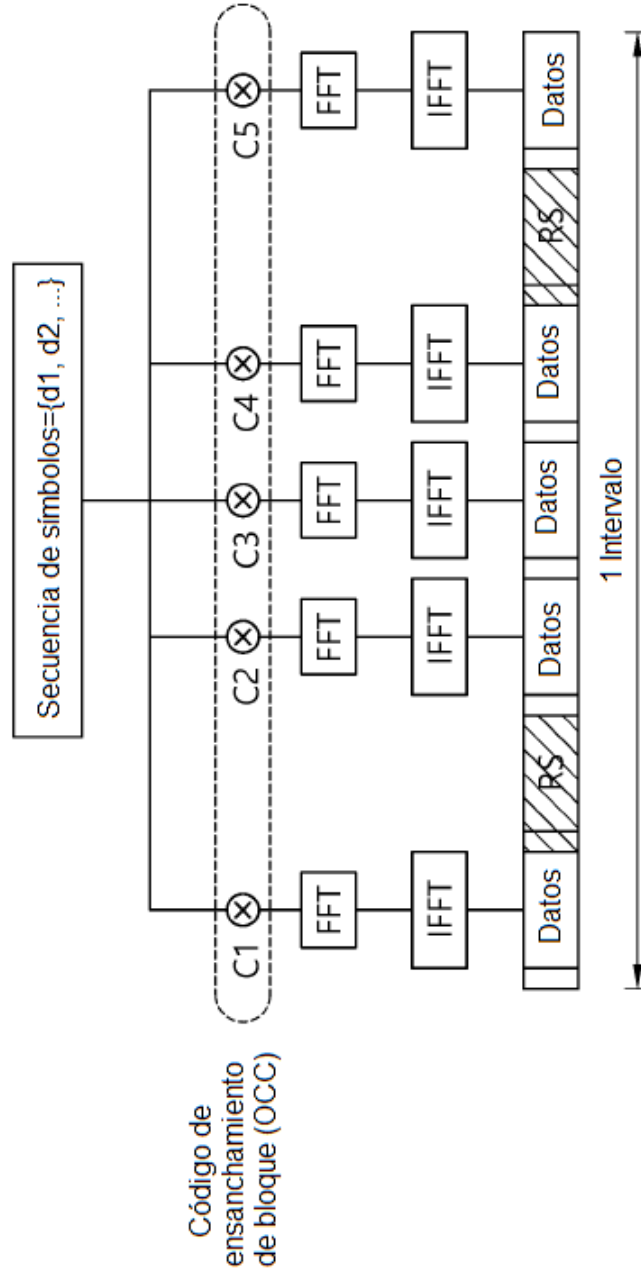 Secuencia de símbolos={d1, d2, ...}
Código de
ensanchamiento
de bloque (OCC)
C1 C2 C3 C4 C5
FFT FFT FFT FFT FFT
IFFT IFFT IFFT IFFT IFFT
Datos RS Datos Datos Datos RS Datos
1 Intervalo